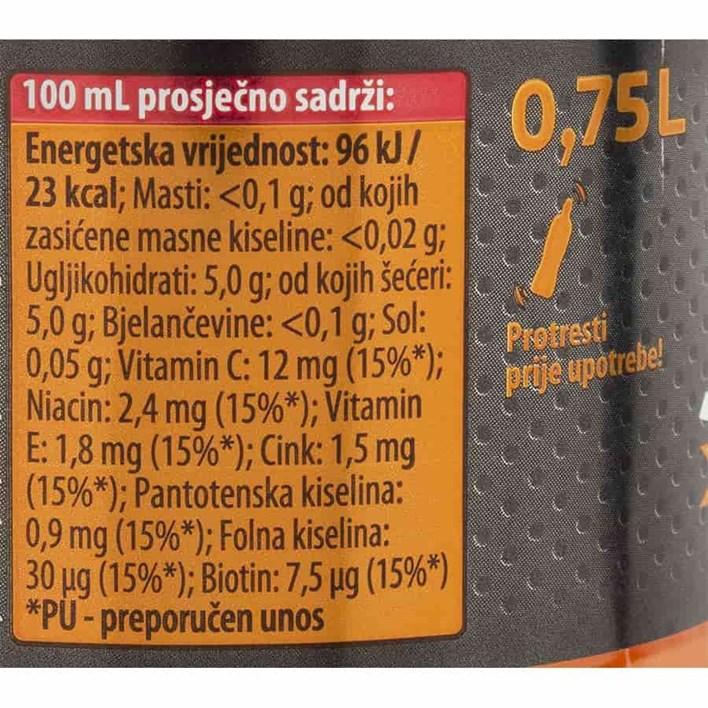 100 mL prosječno sadrži:
Energetska vrijednost: 96 kJ /
23 kcal; Masti: <0,1 g; od kojih
zasićene masne kiseline: <0,02 g;
Ugljikohidrati: 5,0 g; od kojih šećeri:
5,0 g; Bjelančevine: <0,1 g; Sol:
0,05 g; Vitamin C: 12 mg (15%*);
Niacin: 2,4 mg (15%*); Vitamin
E: 1,8 mg (15%*); Cink: 1,5 mg
(15%*); Pantotenska kiselina:
0,9 mg (15%*); Folna kiselina:
30 µg (15%*); Biotin: 7,5 µg (15%*)
*PU - preporučen unos
0,75L
Protresti
prije upotrebe!